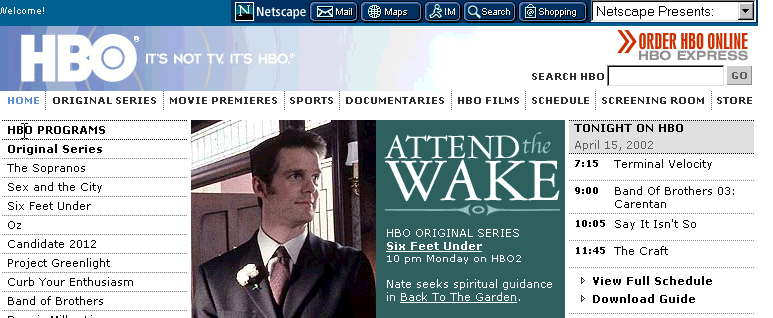 Welcome!
Netscape
Mail
Maps
IM
Search
Shopping
Netscape Presents:
HBO®
IT'S NOT TV. IT'S HBO.®
ORDER HBO ONLINE
HBO EXPRESS
SEARCH HBO
GO
HOME
ORIGINAL SERIES
MOVIE PREMIERES
SPORTS
DOCUMENTARIES
HBO FILMS
SCHEDULE
SCREENING ROOM
STORE
HBO PROGRAMS
Original Series
The Sopranos
Sex and the City
Six Feet Under
Oz
Candidate 2012
Project Greenlight
Curb Your Enthusiasm
Band of Brothers
ATTEND the
WAKE
HBO ORIGINAL SERIES
Six Feet Under
10 pm Monday on HBO2
Nate seeks spiritual guidance
in Back To The Garden.
TONIGHT ON HBO
April 15, 2002
7:15 Terminal Velocity
9:00 Band Of Brothers 03:
Carentan
10:05 Say It Isn't So
11:45 The Craft
View Full Schedule
Download Guide